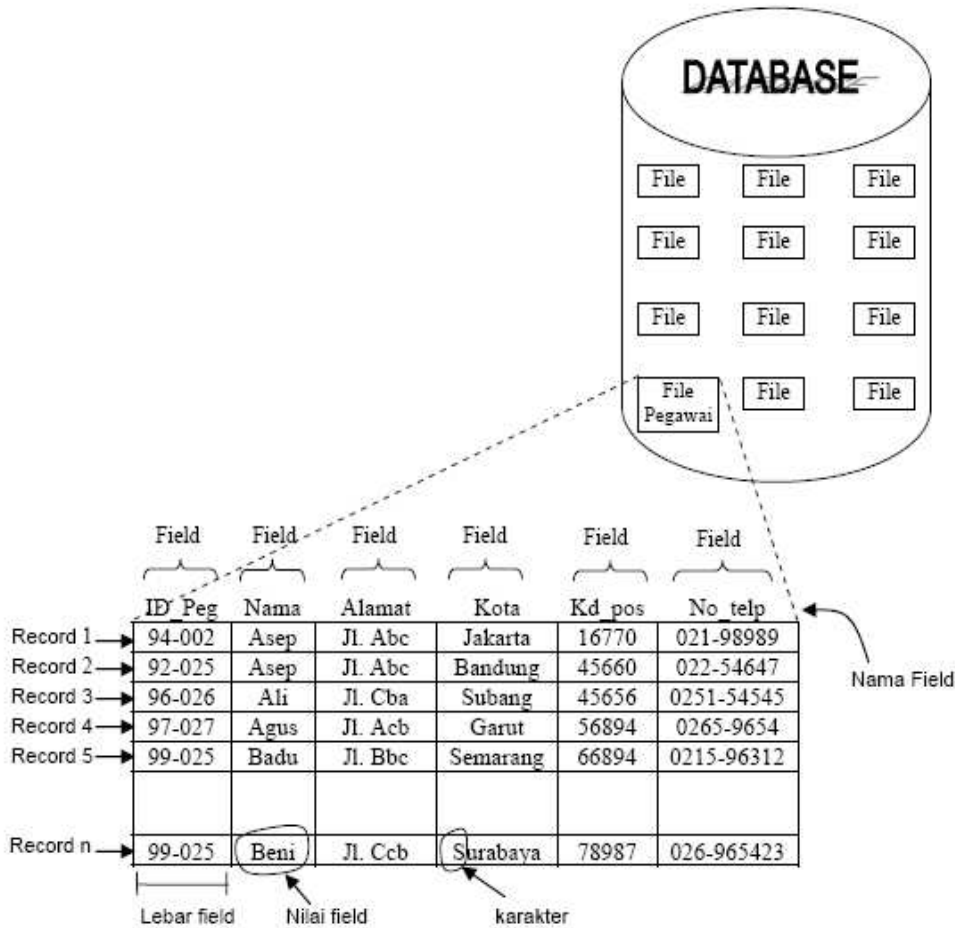 DATABASE
File File File
File File File
File File File
File Pegawai File File
Field Field Field Field Field Field
ID_Peg Nama Alamat Kota Kd_pos No_telp
Nama Field
Record 1 94-002 Asep Jl. Abc Jakarta 16770 021-98989
Record 2 92-025 Asep Jl. Abc Bandung 45660 022-54647
Record 3 96-026 Ali Jl. Cba Subang 45656 0251-54545
Record 4 97-027 Agus Jl. Acb Garut 56894 0265-9654
Record 5 99-025 Badu Jl. Bbc Semarang 66894 0215-96312
Record n 99-025 Beni Jl. Ccb Surabaya 78987 026-965423
Lebar field Nilai field karakter